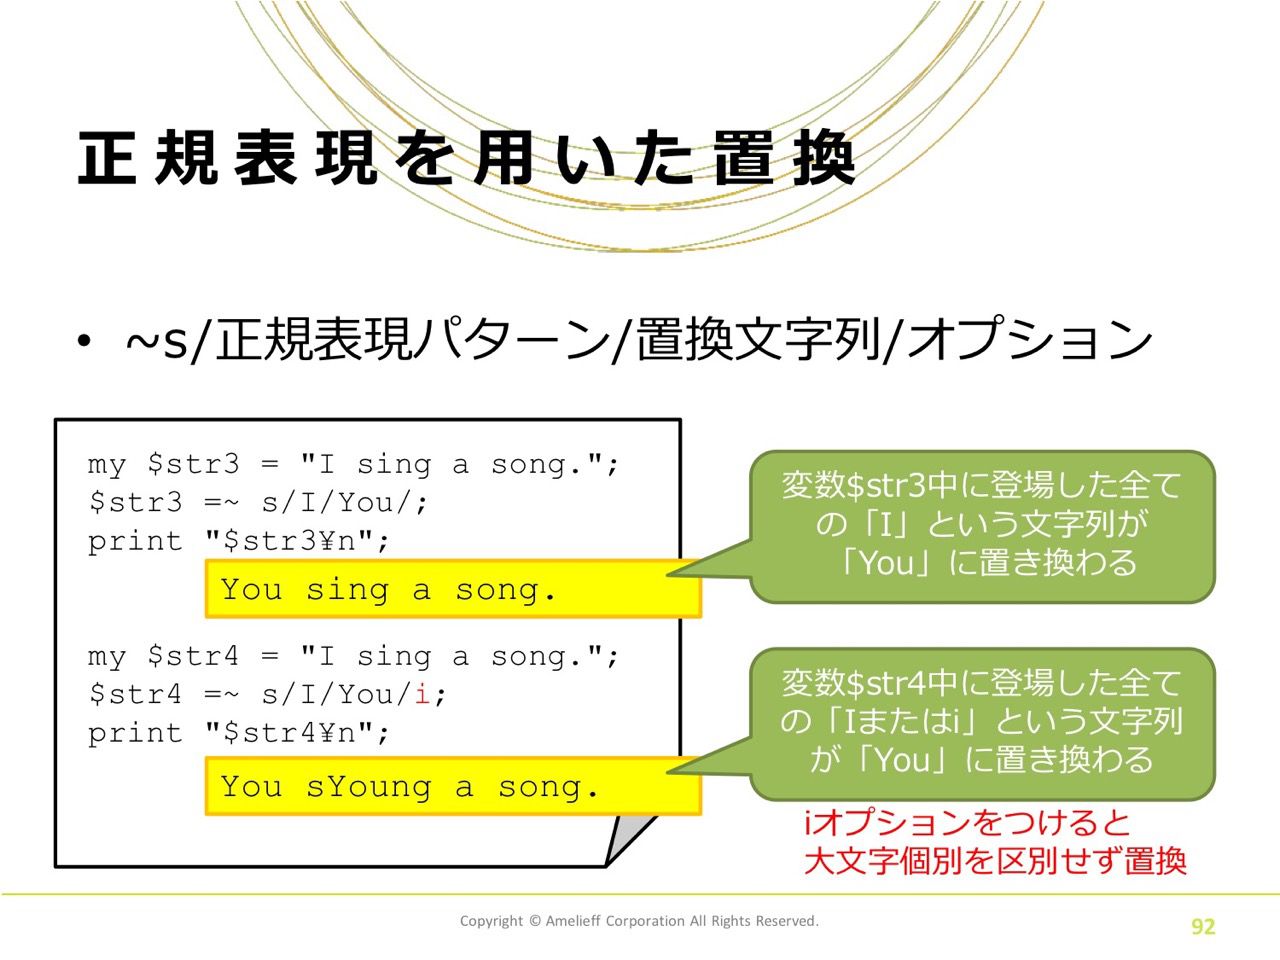 正規表現を用いた置換
• ~s/正規表現パターン/置換文字列/オプション
my $str3 = "I sing a song.";
$str3 =~ s/I/You/;
print "$str3¥n";
You sing a song.
変数$str3中に登場した全て
の「I」という文字列が
「You」に置き換わる
my $str4 = "I sing a song.";
$str4 =~ s/I/You/i;
print "$str4¥n";
You sYoung a song.
変数$str4中に登場した全て
の「Iまたはi」という文字列
が「You」に置き換わる
iオプションをつけると
大文字個別を区別せず置換
Copyright © Amelieff Corporation All Rights Reserved.
92